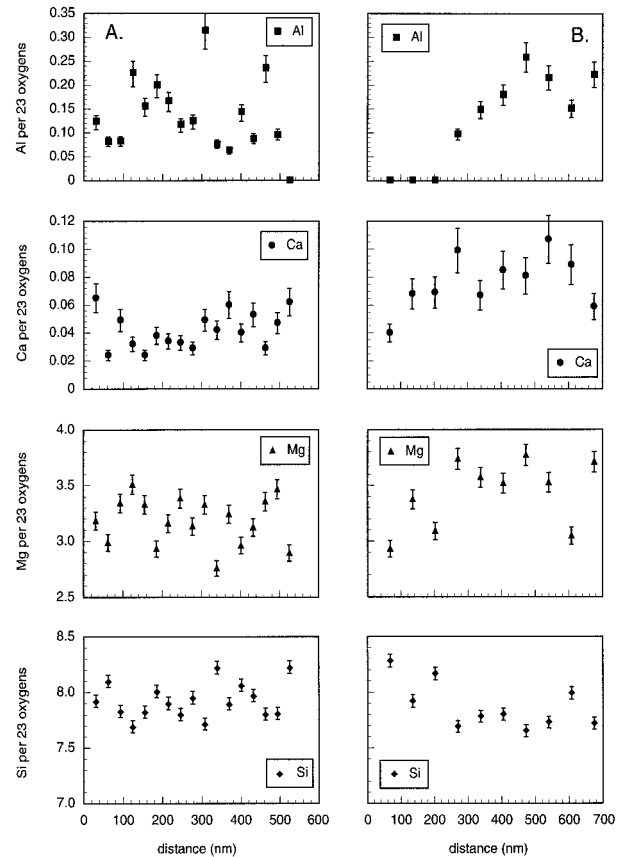 A.
Al
B.
Al
Al per 23 oxygens
0.35
0.30
0.25
0.20
0.15
0.10
0.05
0
Ca
Ca
Ca per 23 oxygens
0.12
0.10
0.08
0.06
0.04
0.02
0
Mg
Mg
Mg per 23 oxygens
4.0
3.5
3.0
2.5
Si
Si
Si per 23 oxygens
8.5
8.0
7.5
7.0
0 100 200 300 400 500 600
0 100 200 300 400 500 600 700
distance (nm)
distance (nm)